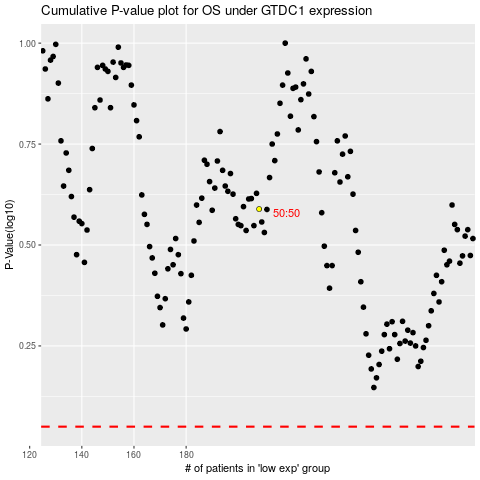 Cumulative P-value plot for OS under GTDC1 expression
P-Value(log10)
1.00
0.75
0.50
0.25
50:50
120 140 160 180
# of patients in 'low exp' group